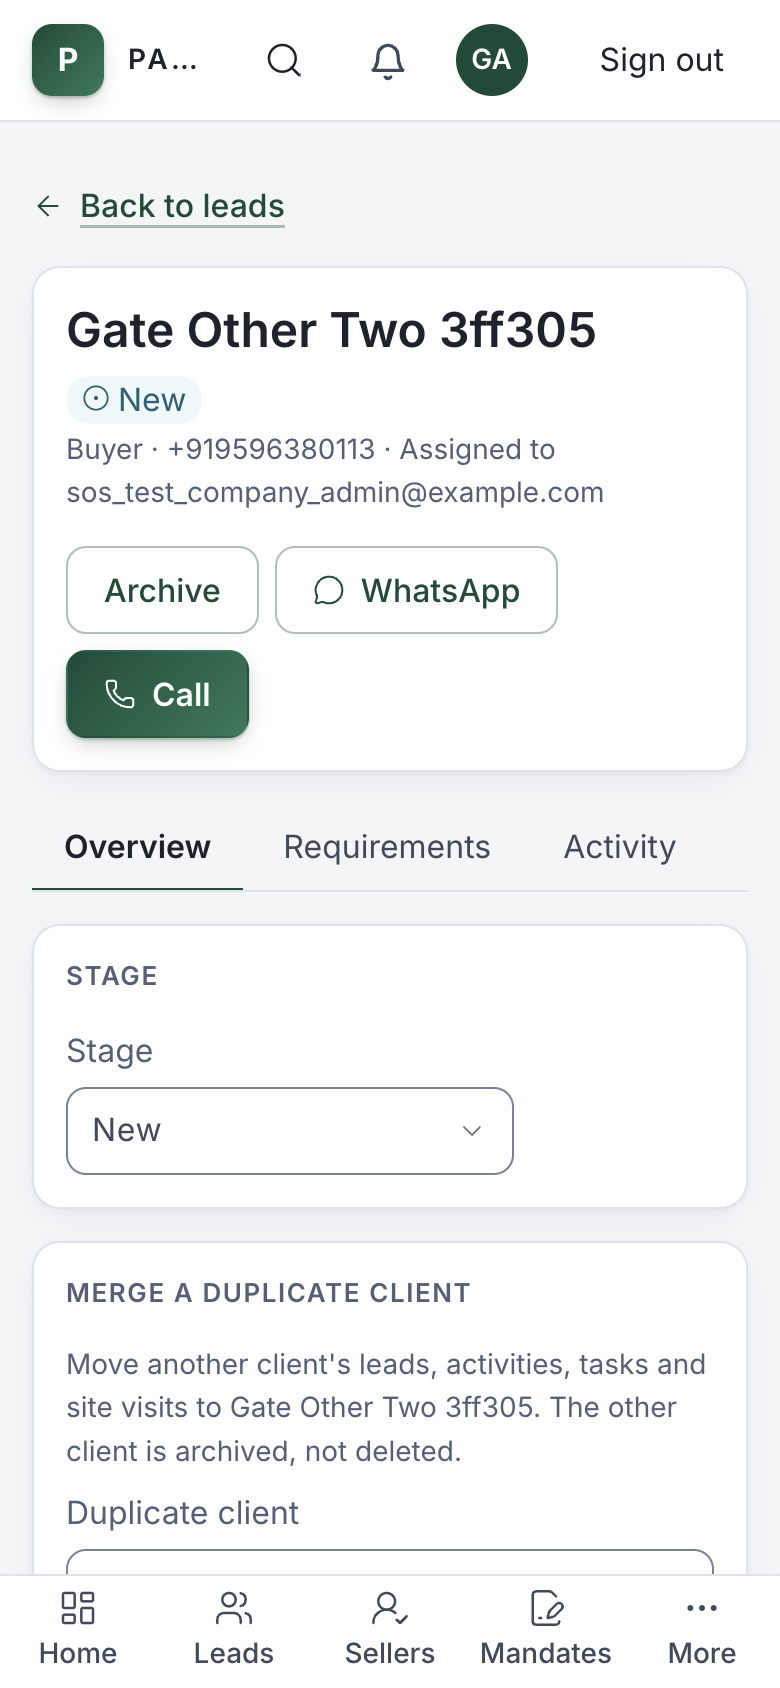 P
PA...
GA
Sign out
Back to leads
Gate Other Two 3ff305
New
Buyer · +919596380113 · Assigned to
sos_test_company_admin@example.com
Archive
WhatsApp
Call
Overview
Requirements
Activity
STAGE
Stage
New
MERGE A DUPLICATE CLIENT
Move another client's leads, activities, tasks and
site visits to Gate Other Two 3ff305. The other
client is archived, not deleted.
Duplicate client
Home
Leads
Sellers
Mandates
More